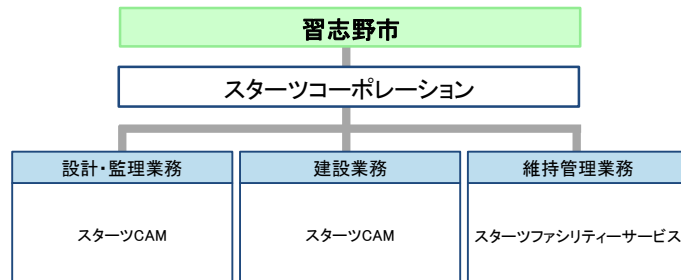 習志野市
スターツコーポレーション
設計・監理業務
建設業務
維持管理業務
スターツCAM
スターツCAM
スターツファシリティーサービス